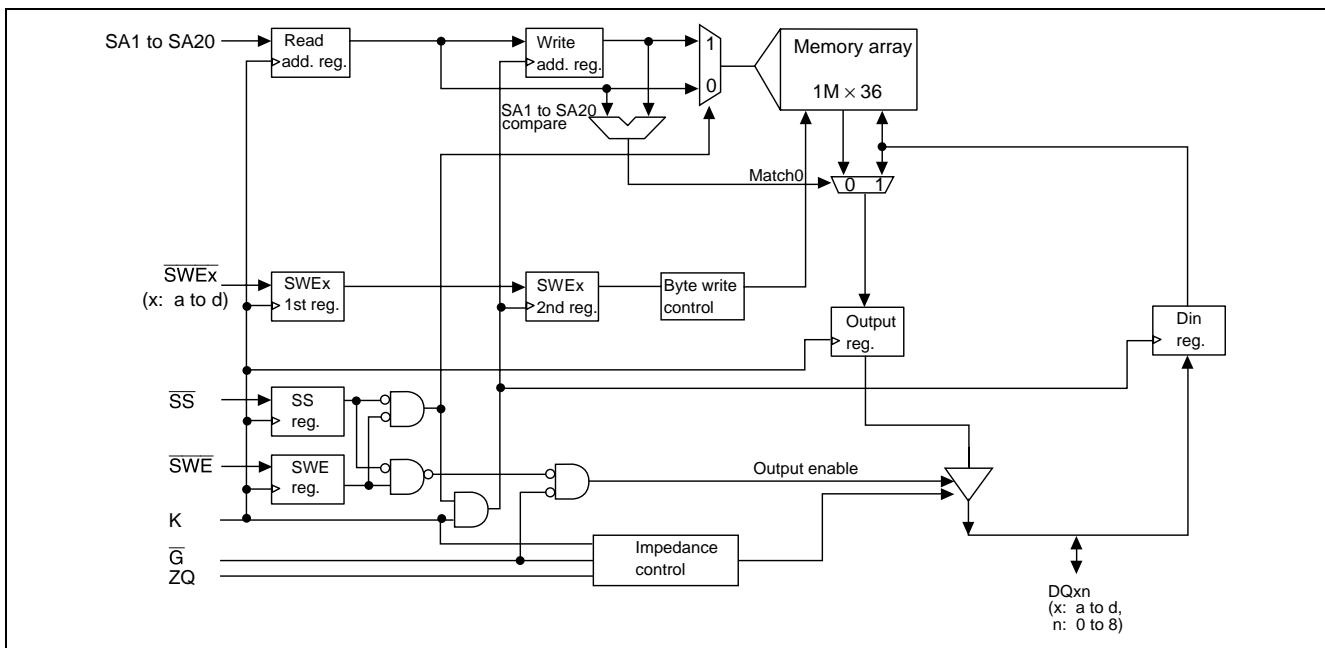 SA1 to SA20
Read
add. reg.
Write
add. reg.
1
0
Memory array
1M × 36
SA1 to SA20
compare
Match0
0 1
SWEx
(x: a to d)
SWEx
1st reg.
SWEx
2nd reg.
Byte write
control
Output
reg.
Din
reg.
SS
SS
reg.
SWE
SWE
reg.
Output enable
K
G
ZQ
Impedance
control
DQxn
(x: a to d,
n: 0 to 8)